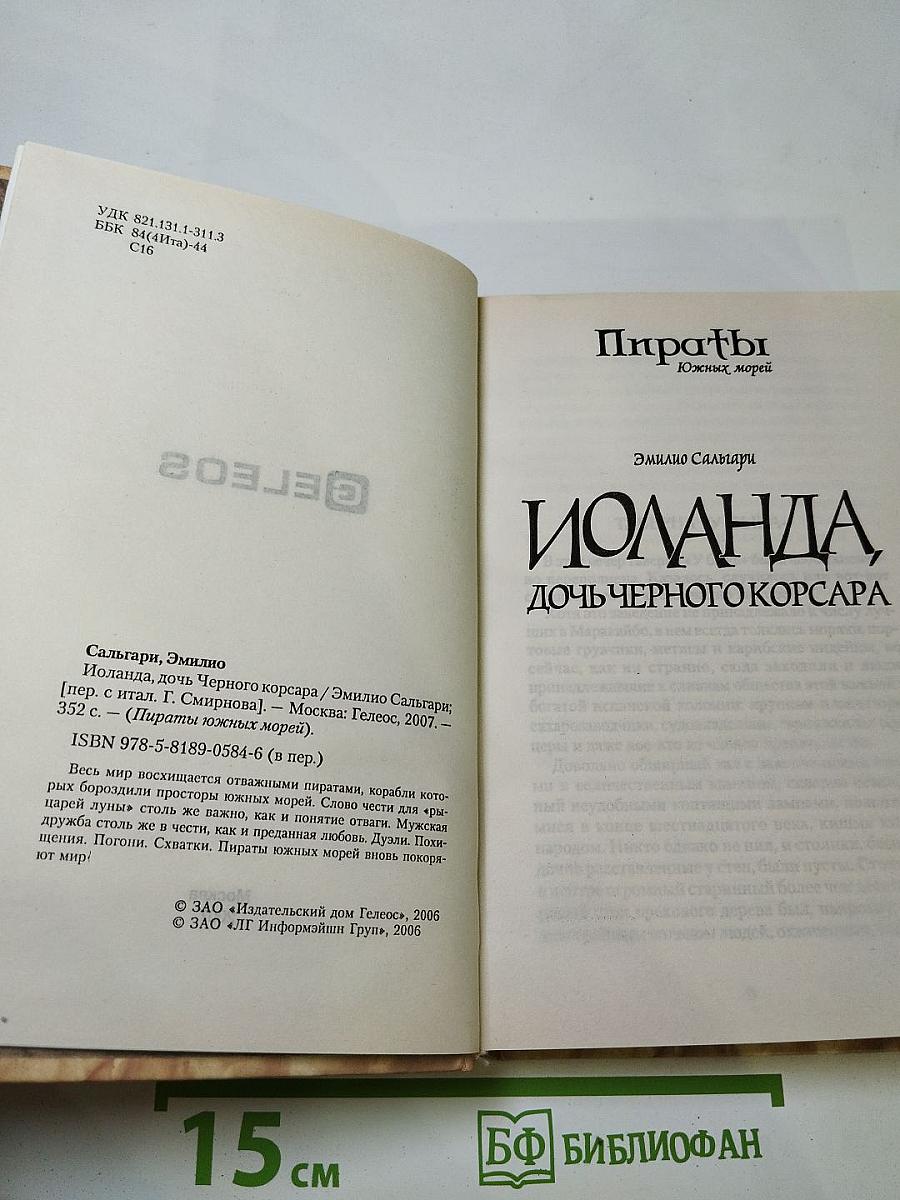 УДК 821.131.1-311.3
ББК 84(4Ита)-44
С16
GELEOS
Сальгари, Эмилио
Иоланда, дочь Черного корсара / Эмилио Сальгари;
[пер. с итал. Г. Смирнова]. — Москва: Гелеос, 2007. —
352 с. — (Пираты южных морей).
ISBN 978-5-8189-0584-6 (в пер.)
Весь мир восхищается отважными пиратами, корабли кото-
рых бороздили просторы южных морей. Слово чести для «ры-
царей луны» столь же важно, как и понятие отваги. Мужская
дружба столь же в чести, как и преданная любовь. Дуэли. Похи-
щения. Погони. Схватки. Пираты южных морей вновь покоря-
ют мир!
Москва
© ЗАО «Издательский дом Гелеос», 2006
© ЗАО «ЛГ Информэйшн Груп», 2006
Пираты
Южных морей
Эмилио Сальгари
ИОЛАНДА,
ДОЧЬ ЧЕРНОГО КОРСАРА
15 см
БФ БИБЛИОФАН